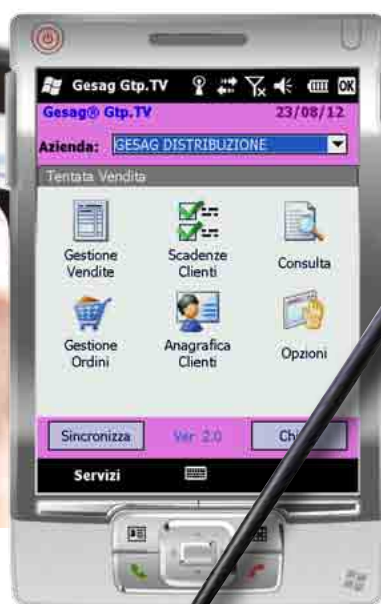 Gesag Gtp.TV OK
Gesag® Gtp.TV 23/08/12
Azienda: GESAG DISTRIBUZIONE
Tentata Vendita
Gestione Vendite
Scadenze Clienti
Consulta
Gestione Ordini
Anagrafica Clienti
Opzioni
Sincronizza Ver 2.0
Servizi